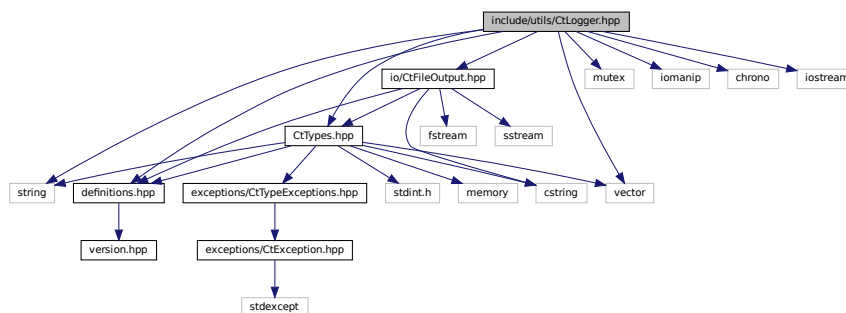 include/utils/CtLogger.hpp
io/CtFileOutput.hpp
mutex
iomanip
chrono
iostream
CtTypes.hpp
fstream
sstream
string
definitions.hpp
exceptions/CtTypeExceptions.hpp
stdint.h
memory
cstring
vector
version.hpp
exceptions/CtException.hpp
stdexcept